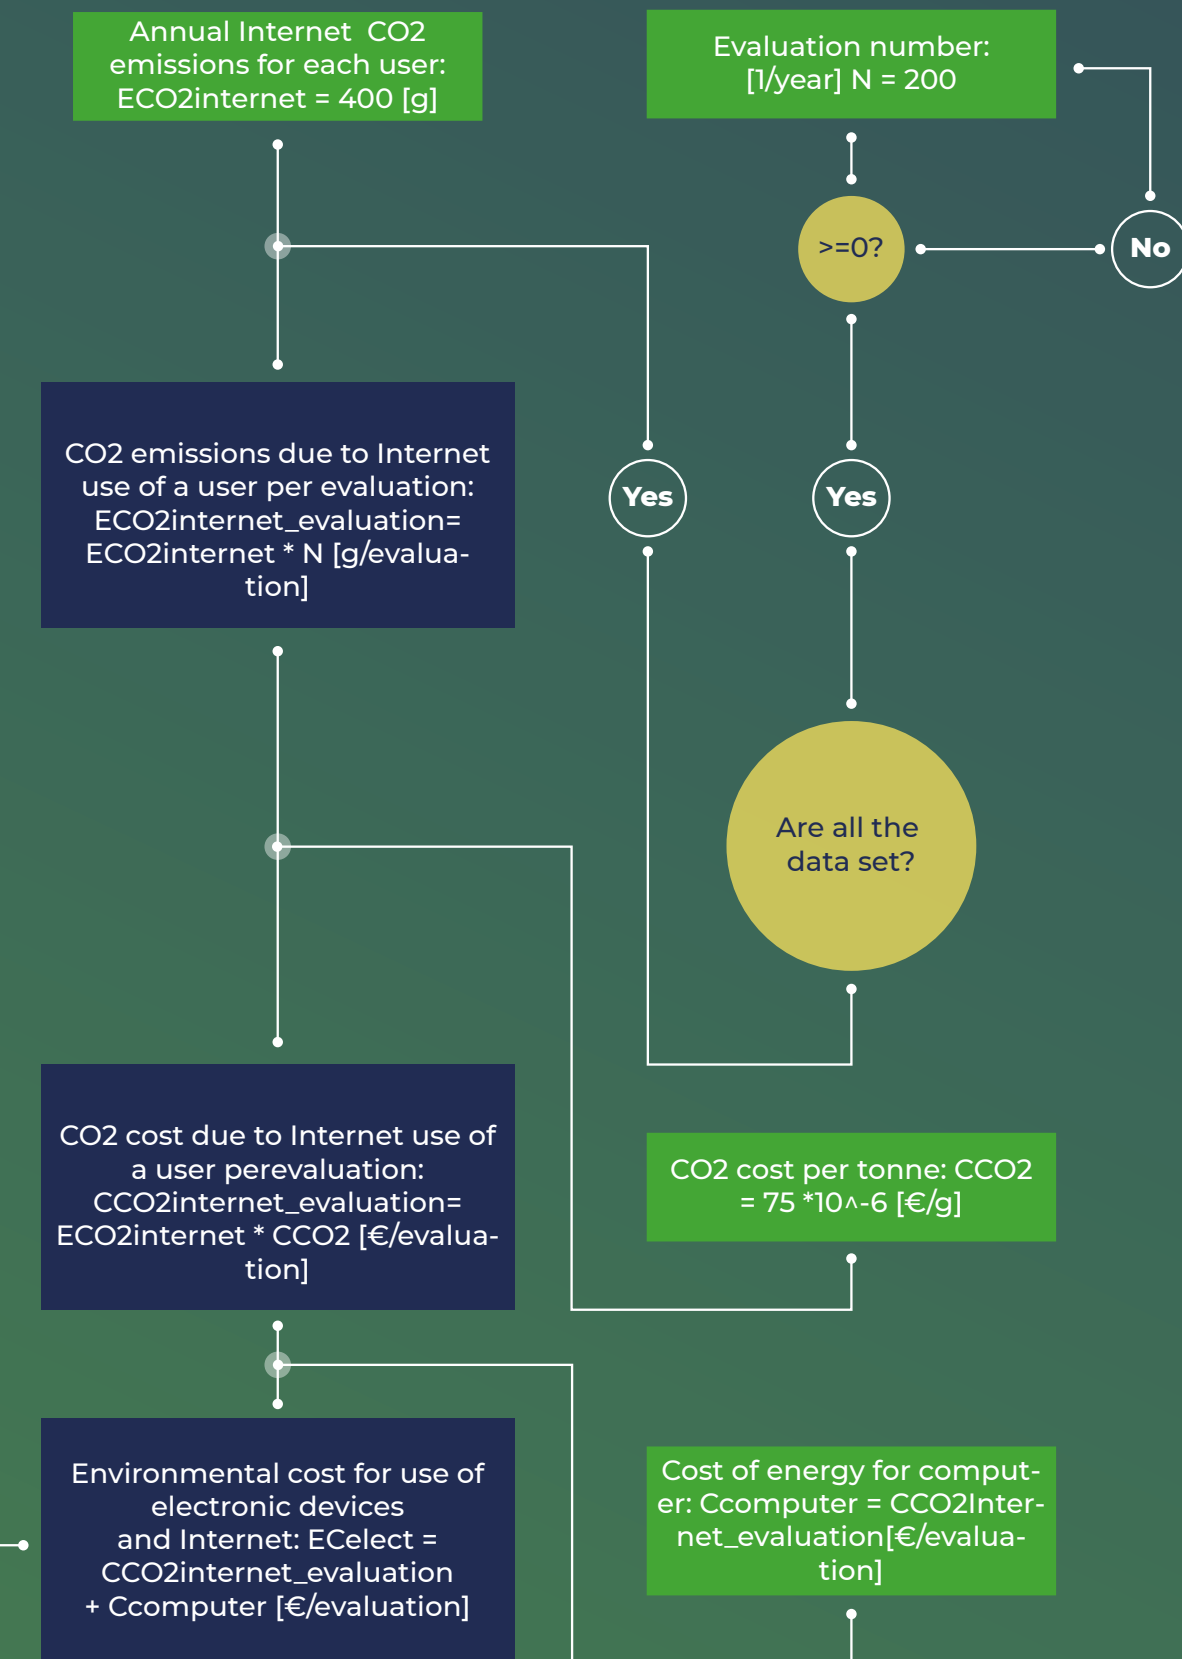 Annual Internet  CO2
emissions for each user:
ECO2internet = 400 [g]
Evaluation number:
[1/year] N = 200
>=0?
No
CO2 emissions due to Internet
use of a user per evaluation:
ECO2internet_evaluation=
ECO2internet * N [g/evalua-
tion]
Yes
Yes
Are all the
data set?
CO2 cost due to Internet use of
a user perevaluation:
CCO2internet_evaluation=
ECO2internet * CCO2 [€/evalua-
tion]
CO2 cost per tonne: CCO2
= 75 *10^-6 [€/g]
Environmental cost for use of
electronic devices
and Internet: ECelect =
CCO2internet_evaluation
+ Ccomputer [€/evaluation]
Cost of energy for comput-
er: Ccomputer = CCO2Inter-
net_evaluation[€/evalua-
tion]